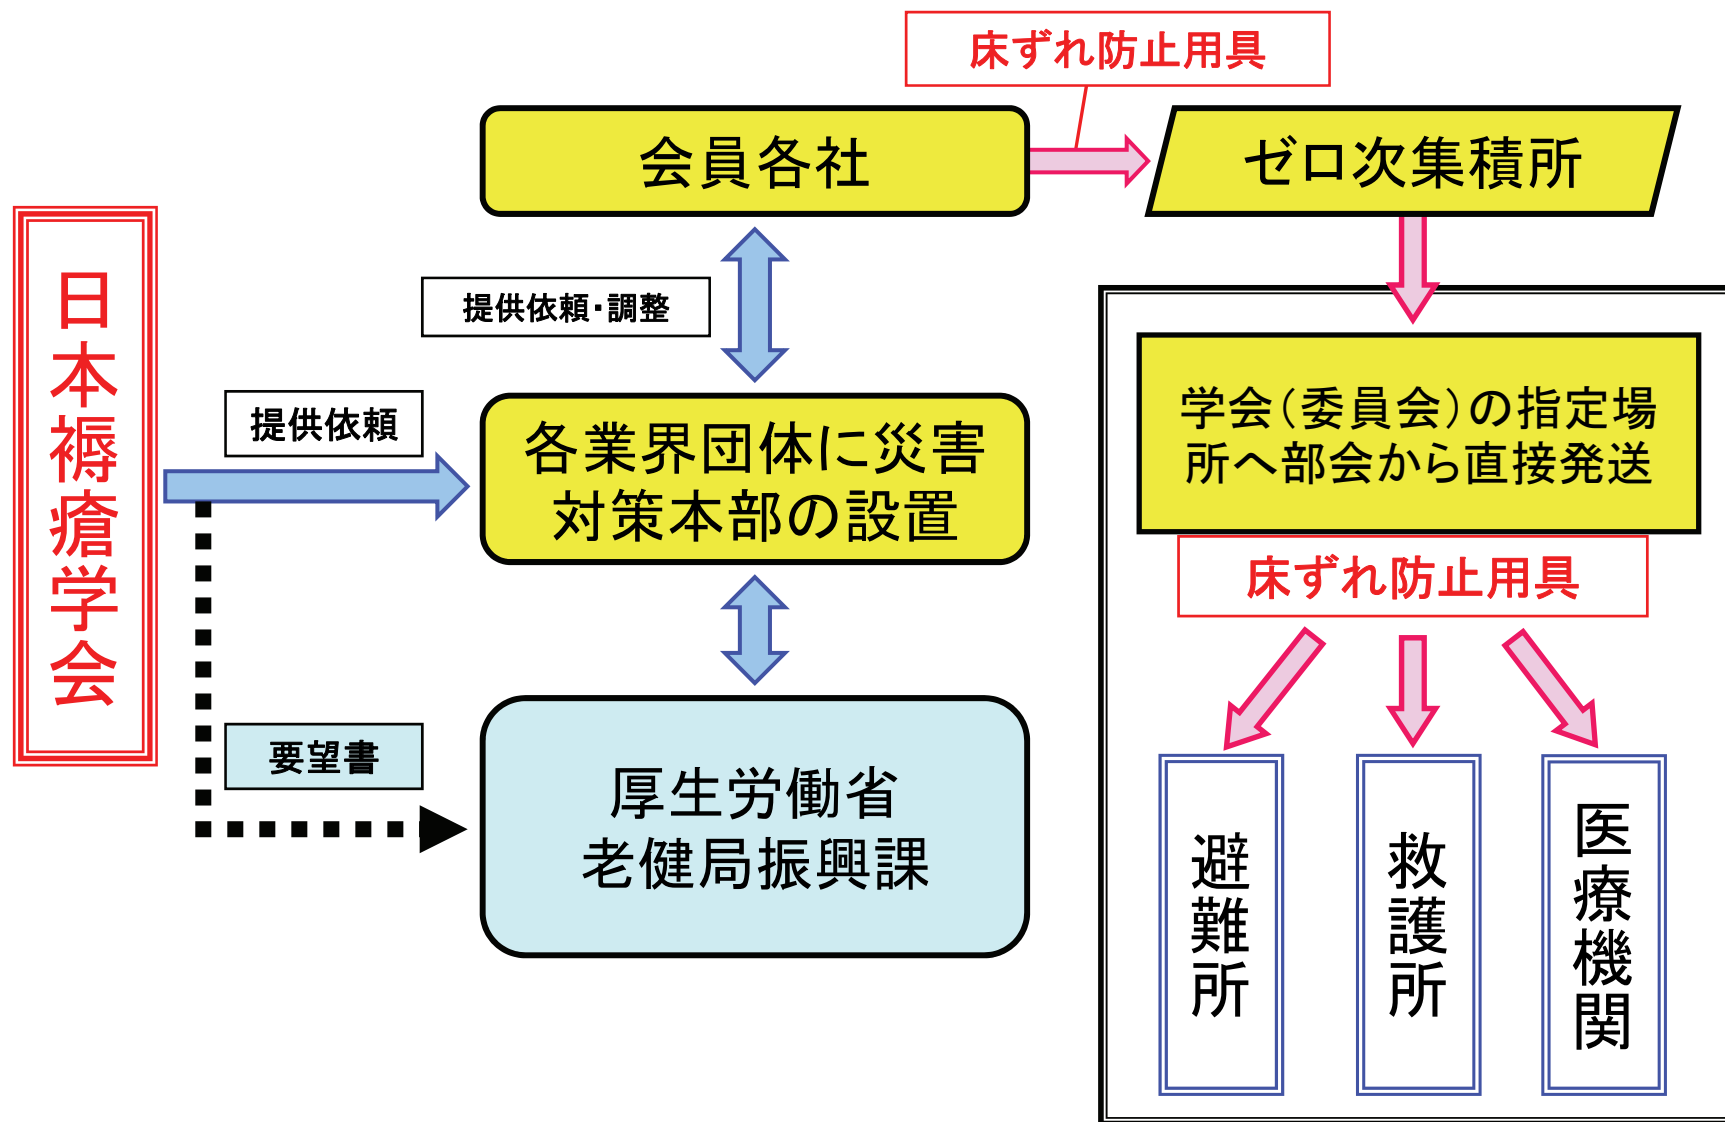 日本褥瘡学会
床ずれ防止用具
会員各社
ゼロ次集積所
提供依頼・調整
提供依頼
各業界団体に災害
対策本部の設置
要望書
厚生労働省
老健局振興課
学会（委員会）の指定場
所へ部会から直接発送
床ずれ防止用具
避難所
救護所
医療機関